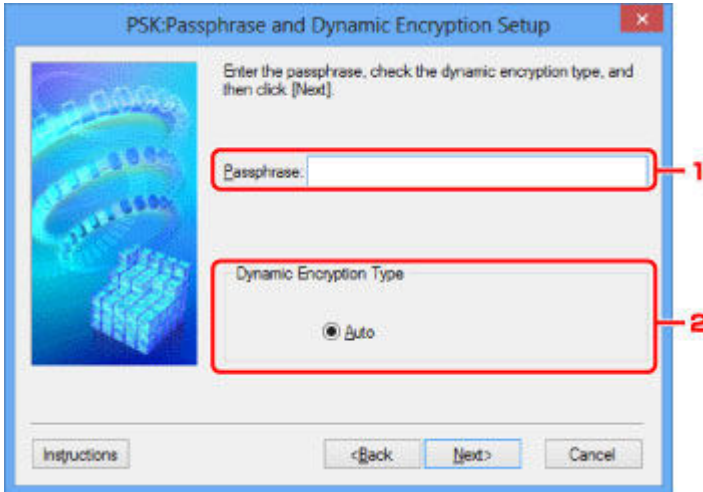 PSK:Passphrase and Dynamic Encryption Setup
Enter the passphrase, check the dynamic encryption type, and
then click [Next].
Passphrase:
1
Dynamic Encryption Type
Auto
2
Instructions
<Back
Next>
Cancel